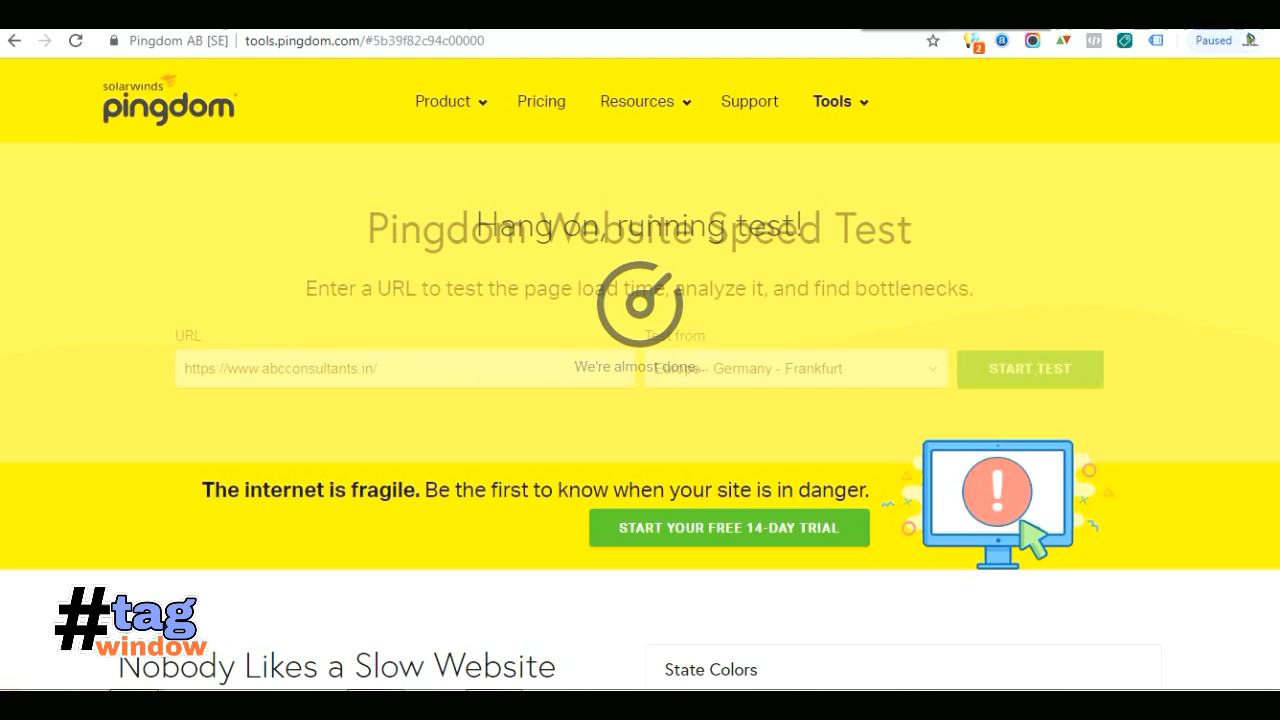 Pingdom AB [SE] tools.pingdom.com/#5b39f82c94c00000
2
Paused
solarwinds
pingdom
Product Pricing Resources Support Tools
Pingdom Website Speed Test
Hang on, running test!
Enter a URL to test the page load time, analyze it, and find bottlenecks.
URL Test from
https://www.abcconsultants.in/ Europe - Germany - Frankfurt START TEST
We're almost done...
The internet is fragile. Be the first to know when your site is in danger.
START YOUR FREE 14-DAY TRIAL
#tag
window
Nobody Likes a Slow Website
State Colors